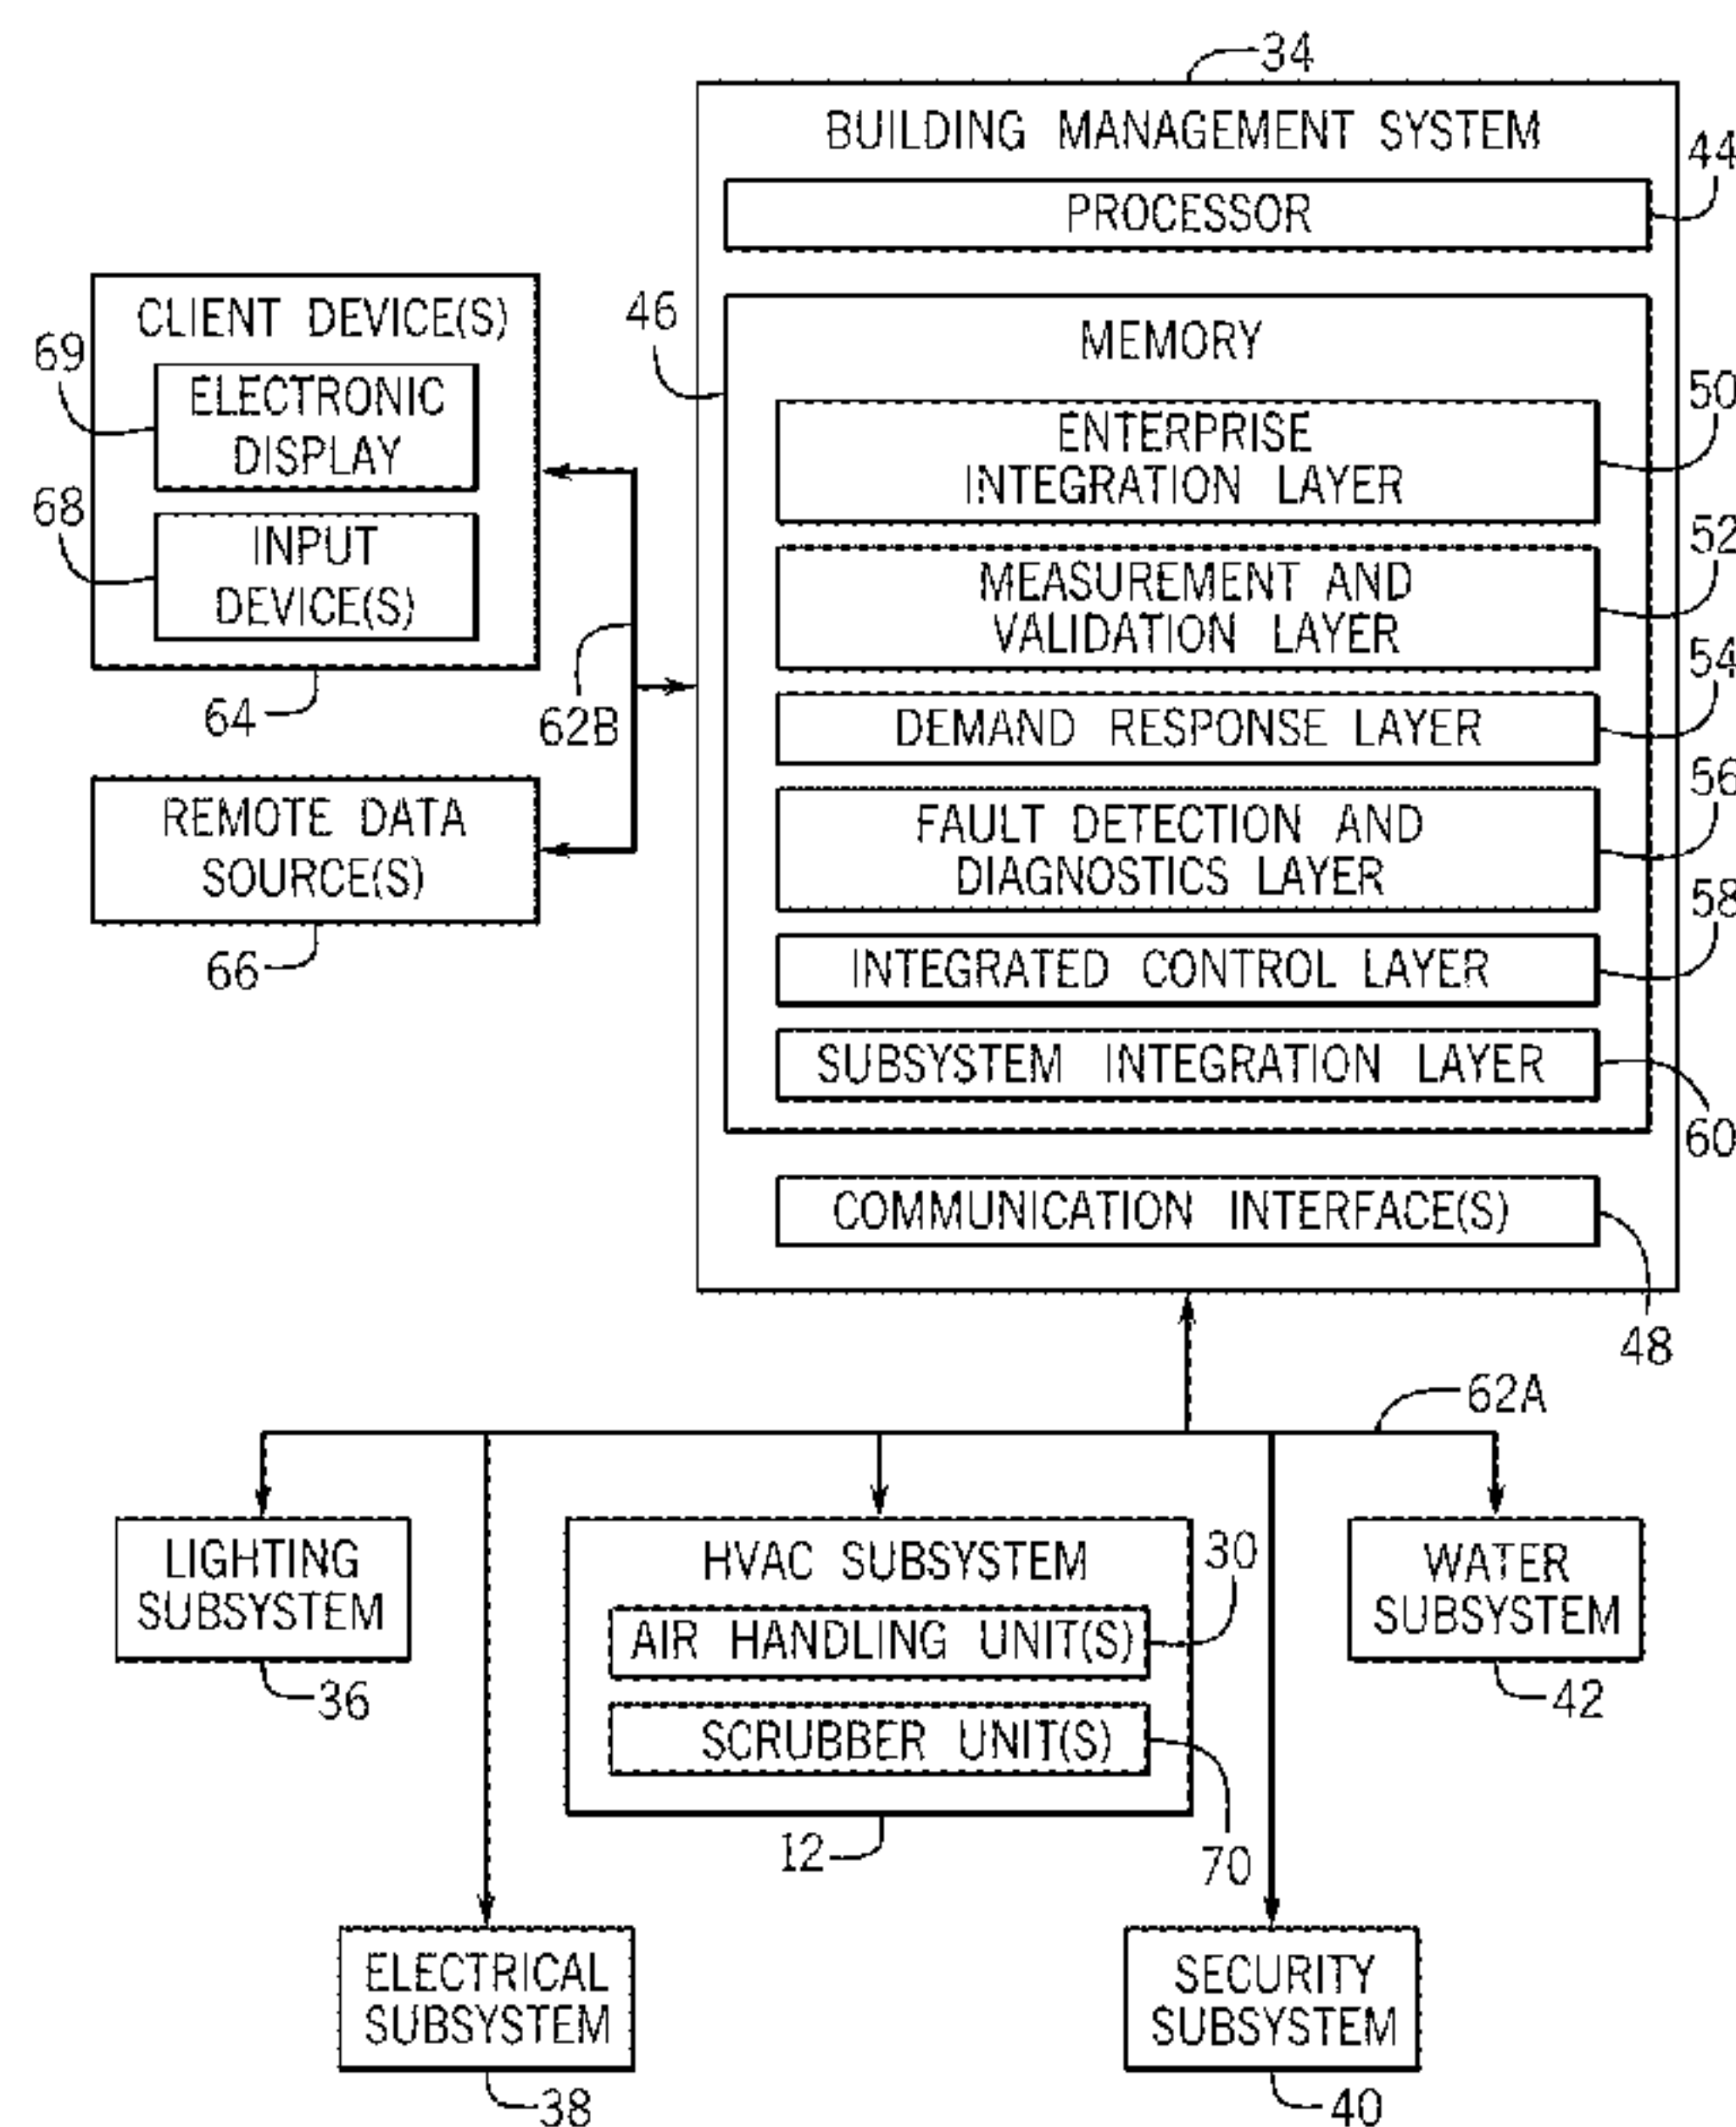 34
BUILDING MANAGEMENT SYSTEM
44
PROCESSOR
46
MEMORY
50
ENTERPRISE
INTEGRATION LAYER
52
MEASUREMENT AND
VALIDATION LAYER
54
DEMAND RESPONSE LAYER
56
FAULT DETECTION AND
DIAGNOSTICS LAYER
58
INTEGRATED CONTROL LAYER
SUBSYSTEM INTEGRATION LAYER
60
COMMUNICATION INTERFACE(S)
48
CLIENT DEVICE(S)
69
ELECTRONIC
DISPLAY
68
INPUT
DEVICE(S)
64
62B
REMOTE DATA
SOURCE(S)
66
62A
LIGHTING
SUBSYSTEM
36
HVAC SUBSYSTEM
30
AIR HANDLING UNIT(S)
SCRUBBER UNIT(S)
12
70
WATER
SUBSYSTEM
42
ELECTRICAL
SUBSYSTEM
38
SECURITY
SUBSYSTEM
40